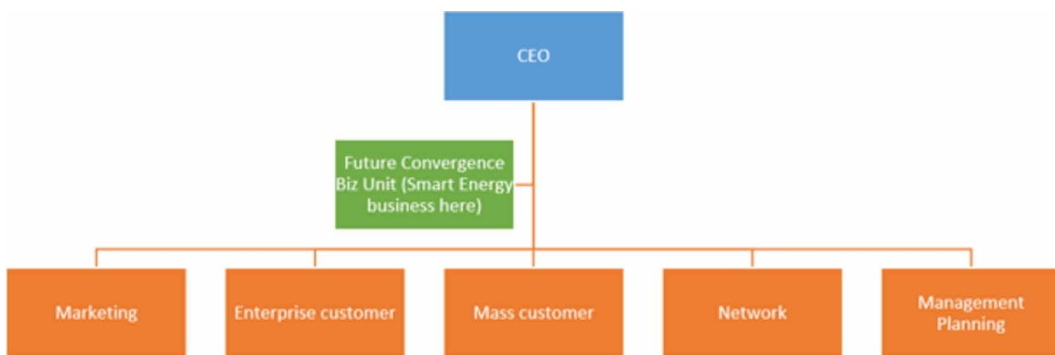 CEO
Future Convergence
Biz Unit (Smart Energy
business here)
Marketing
Enterprise customer
Mass customer
Network
Management
Planning